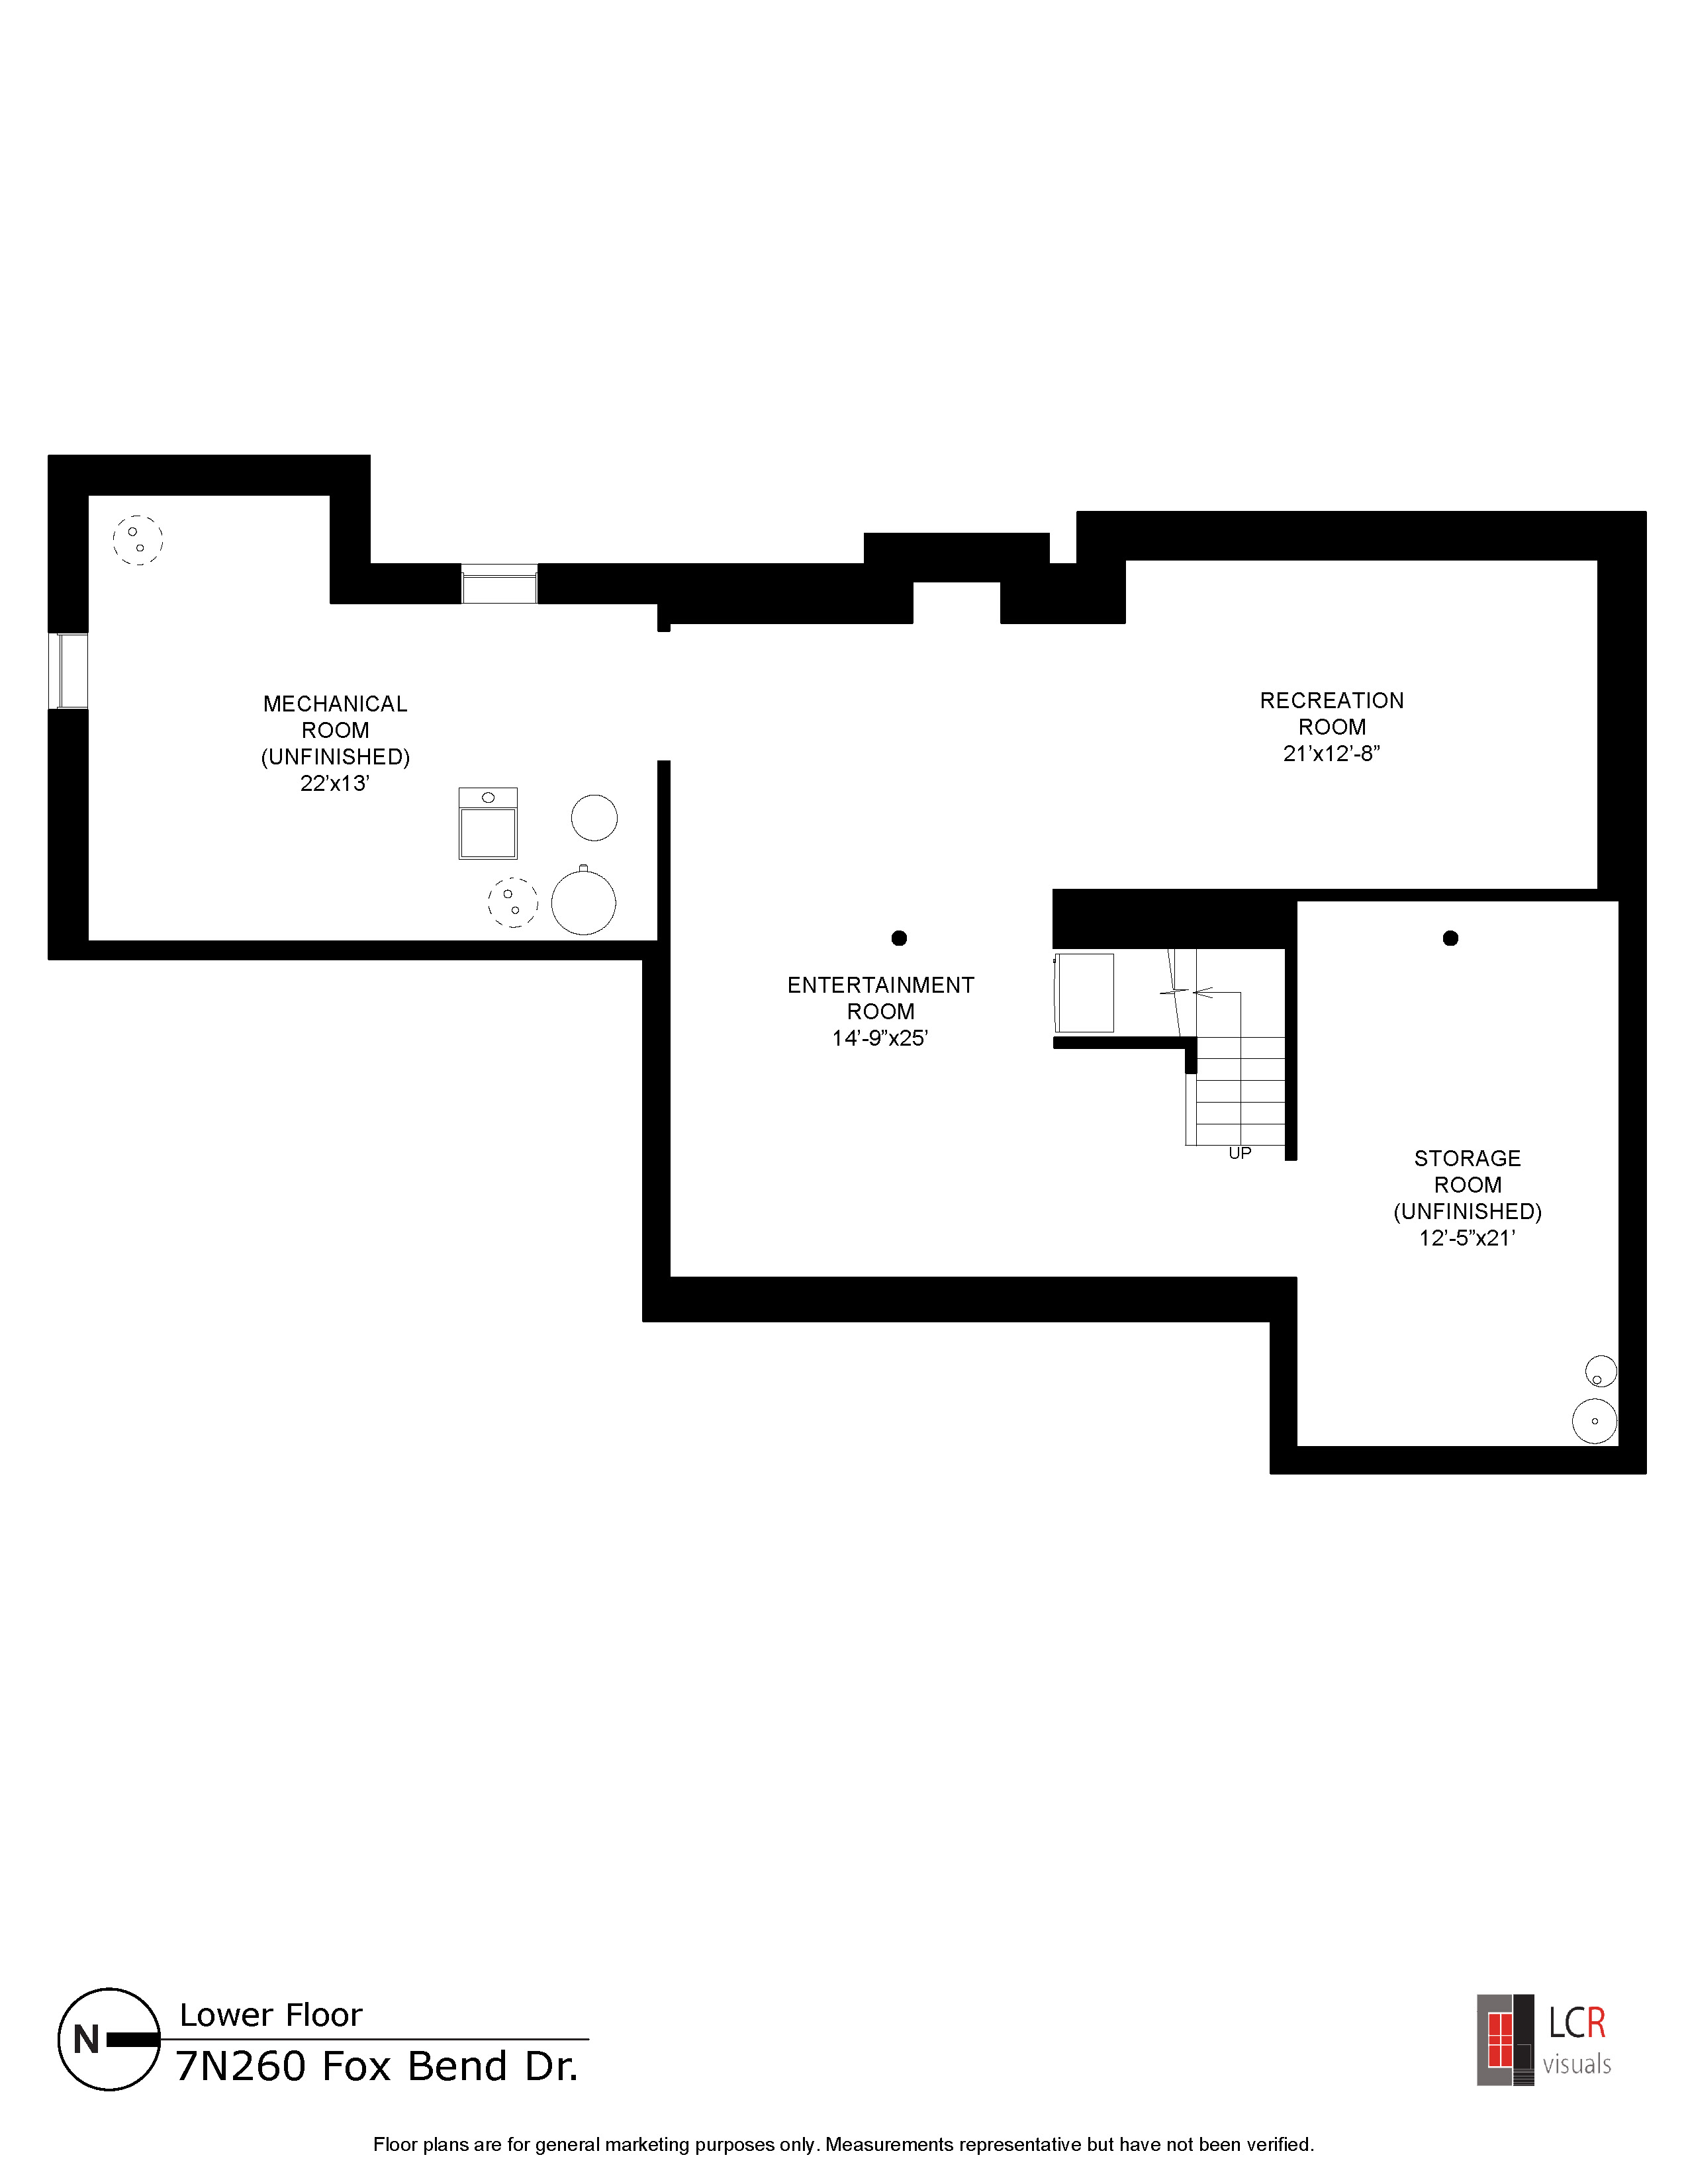 MECHANICAL
ROOM
(UNFINISHED)
22’x13’
RECREATION
ROOM
21’x12’-8”
ENTERTAINMENT
ROOM
14’-9”x25’
UP
STORAGE
ROOM
(UNFINISHED)
12’-5”x21’
N
Lower Floor
7N260 Fox Bend Dr.
LCR
visuals
Floor plans are for general marketing purposes only. Measurements representative but have not been verified.